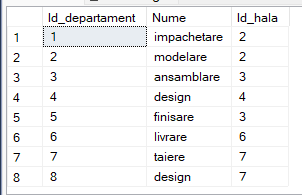 Id_departament Nume Id_hala
1 1 impachetare 2
2 2 modelare 2
3 3 ansamblare 3
4 4 design 4
5 5 finisare 3
6 6 livrare 6
7 7 taiere 7
8 8 design 7